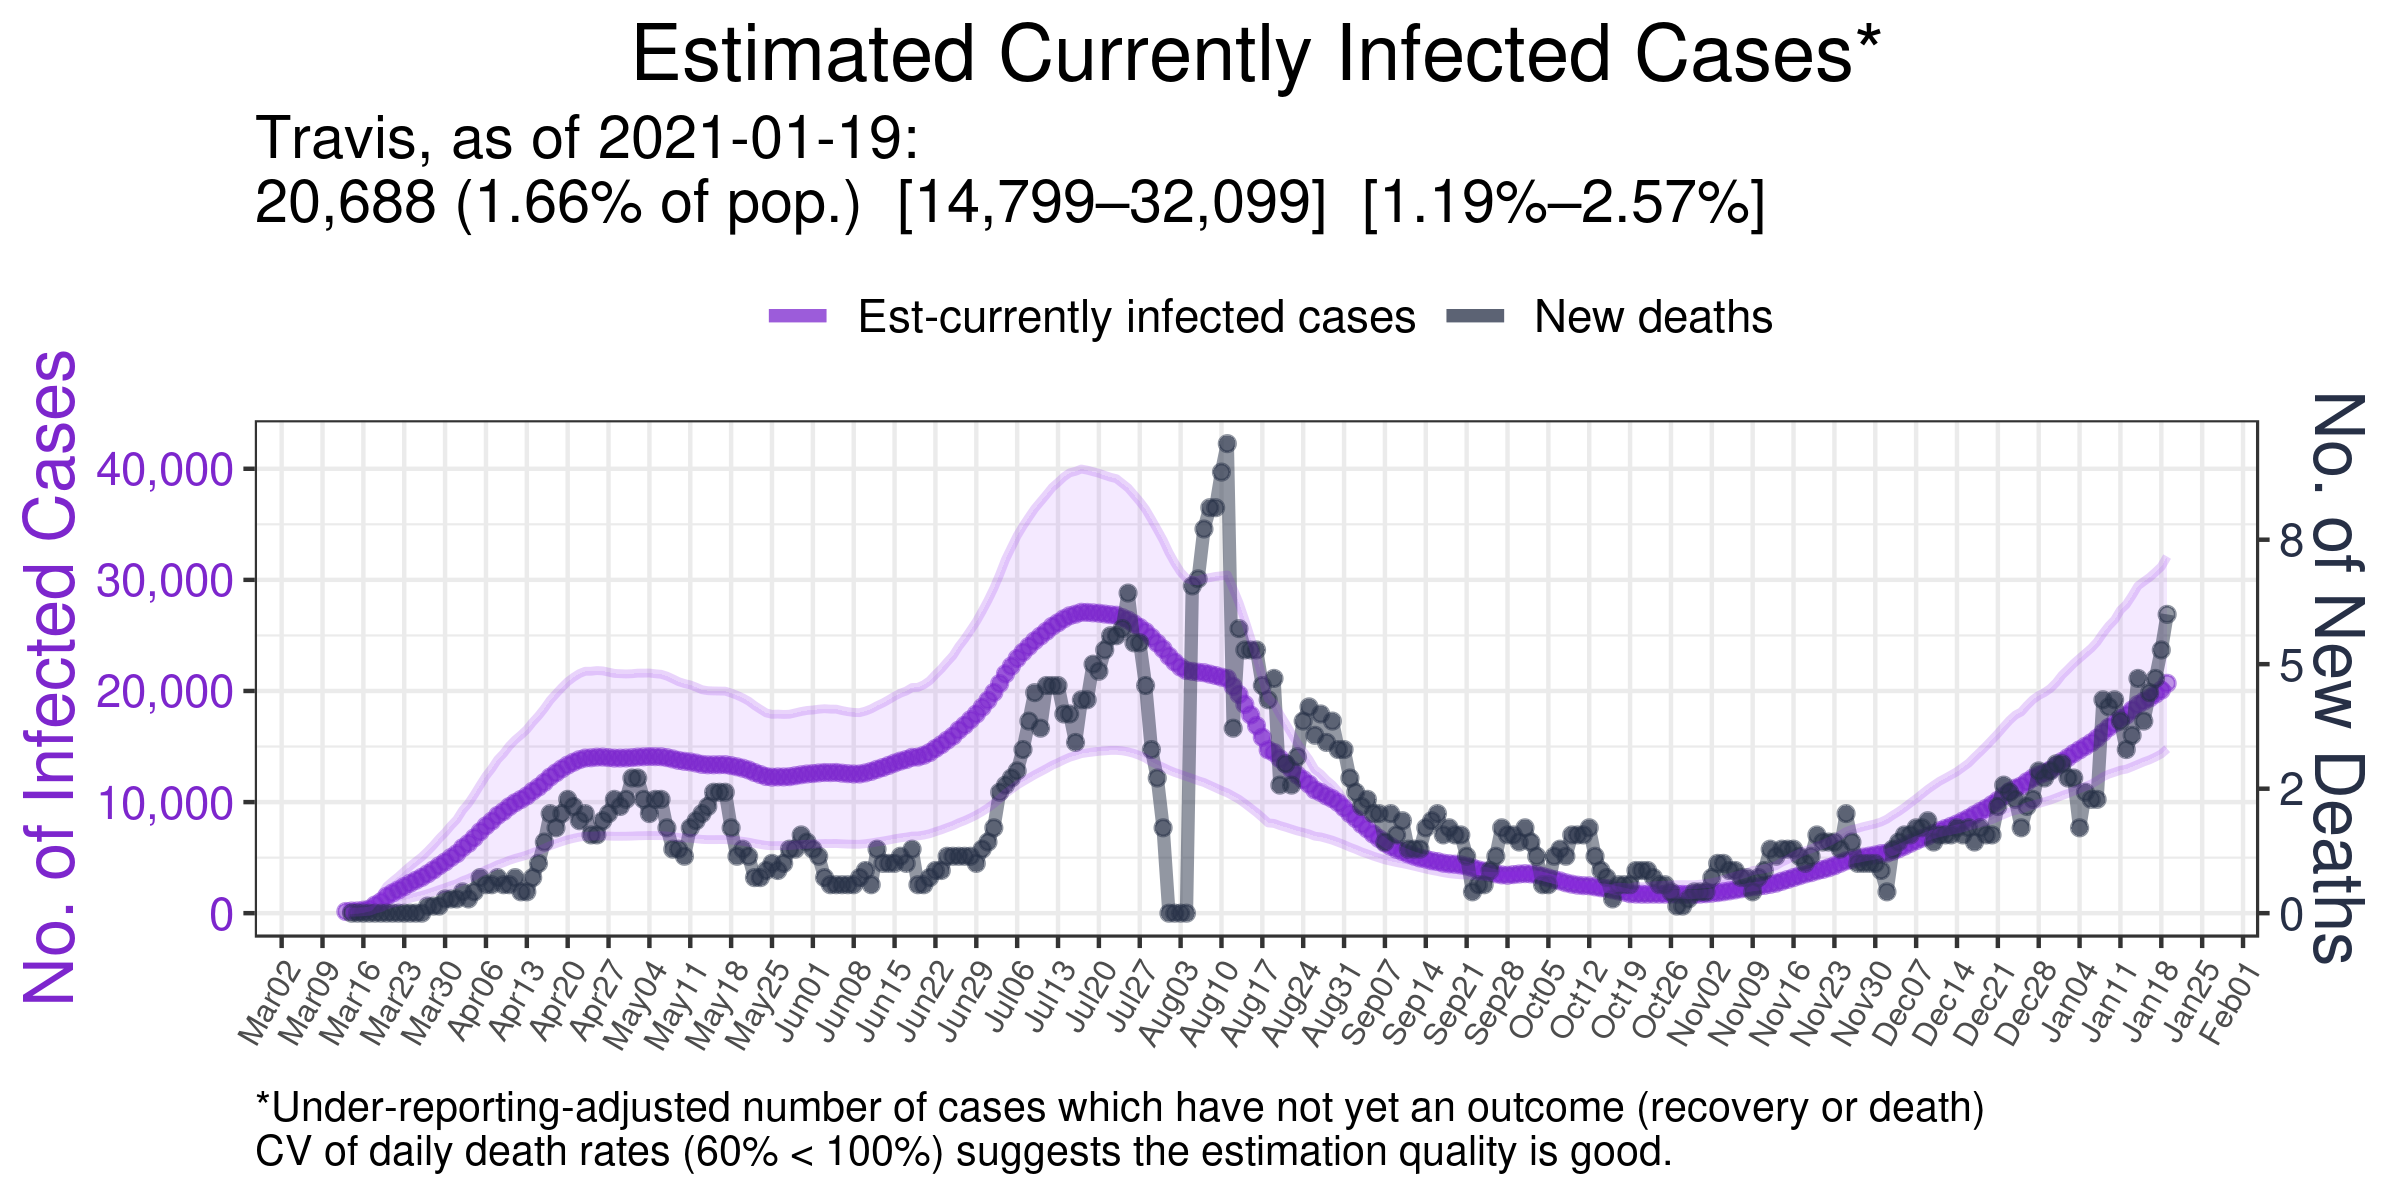 Estimated Currently Infected Cases*
Travis, as of 2021-01-19:
20,688 (1.66% of pop.)  [14,799–32,099]  [1.19%–2.57%]
Est-currently infected cases
New deaths
No. of Infected Cases
40,000
30,000
20,000
10,000
0
No. of New Deaths
8
5
2
0
Mar02
Mar09
Mar16
Mar23
Mar30
Apr06
Apr13
Apr20
Apr27
May04
May11
May18
May25
Jun01
Jun08
Jun15
Jun22
Jun29
Jul06
Jul13
Jul20
Jul27
Aug03
Aug10
Aug17
Aug24
Aug31
Sep07
Sep14
Sep21
Sep28
Oct05
Oct12
Oct19
Oct26
Nov02
Nov09
Nov16
Nov23
Nov30
Dec07
Dec14
Dec21
Dec28
Jan04
Jan11
Jan18
Jan25
Feb01
*Under-reporting-adjusted number of cases which have not yet an outcome (recovery or death)
CV of daily death rates (60% < 100%) suggests the estimation quality is good.